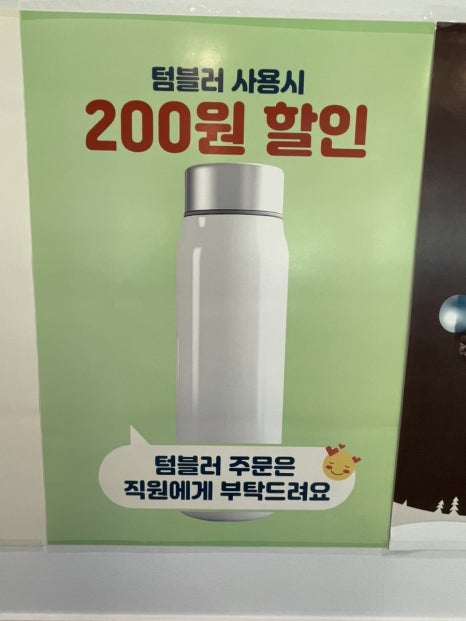 텀블러 사용시
200원 할인
텀블러 주문은
직원에게 부탁드려요